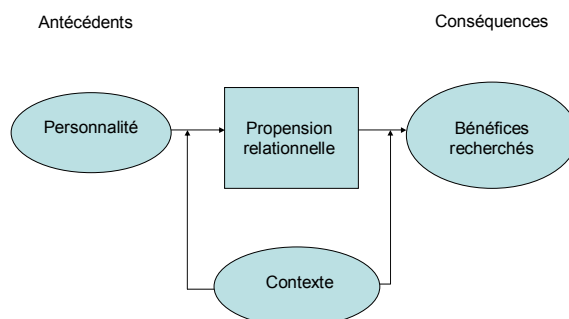 Antécédents
Conséquences
Personnalité
Propension
relationnelle
Bénéfices
recherchés
Contexte